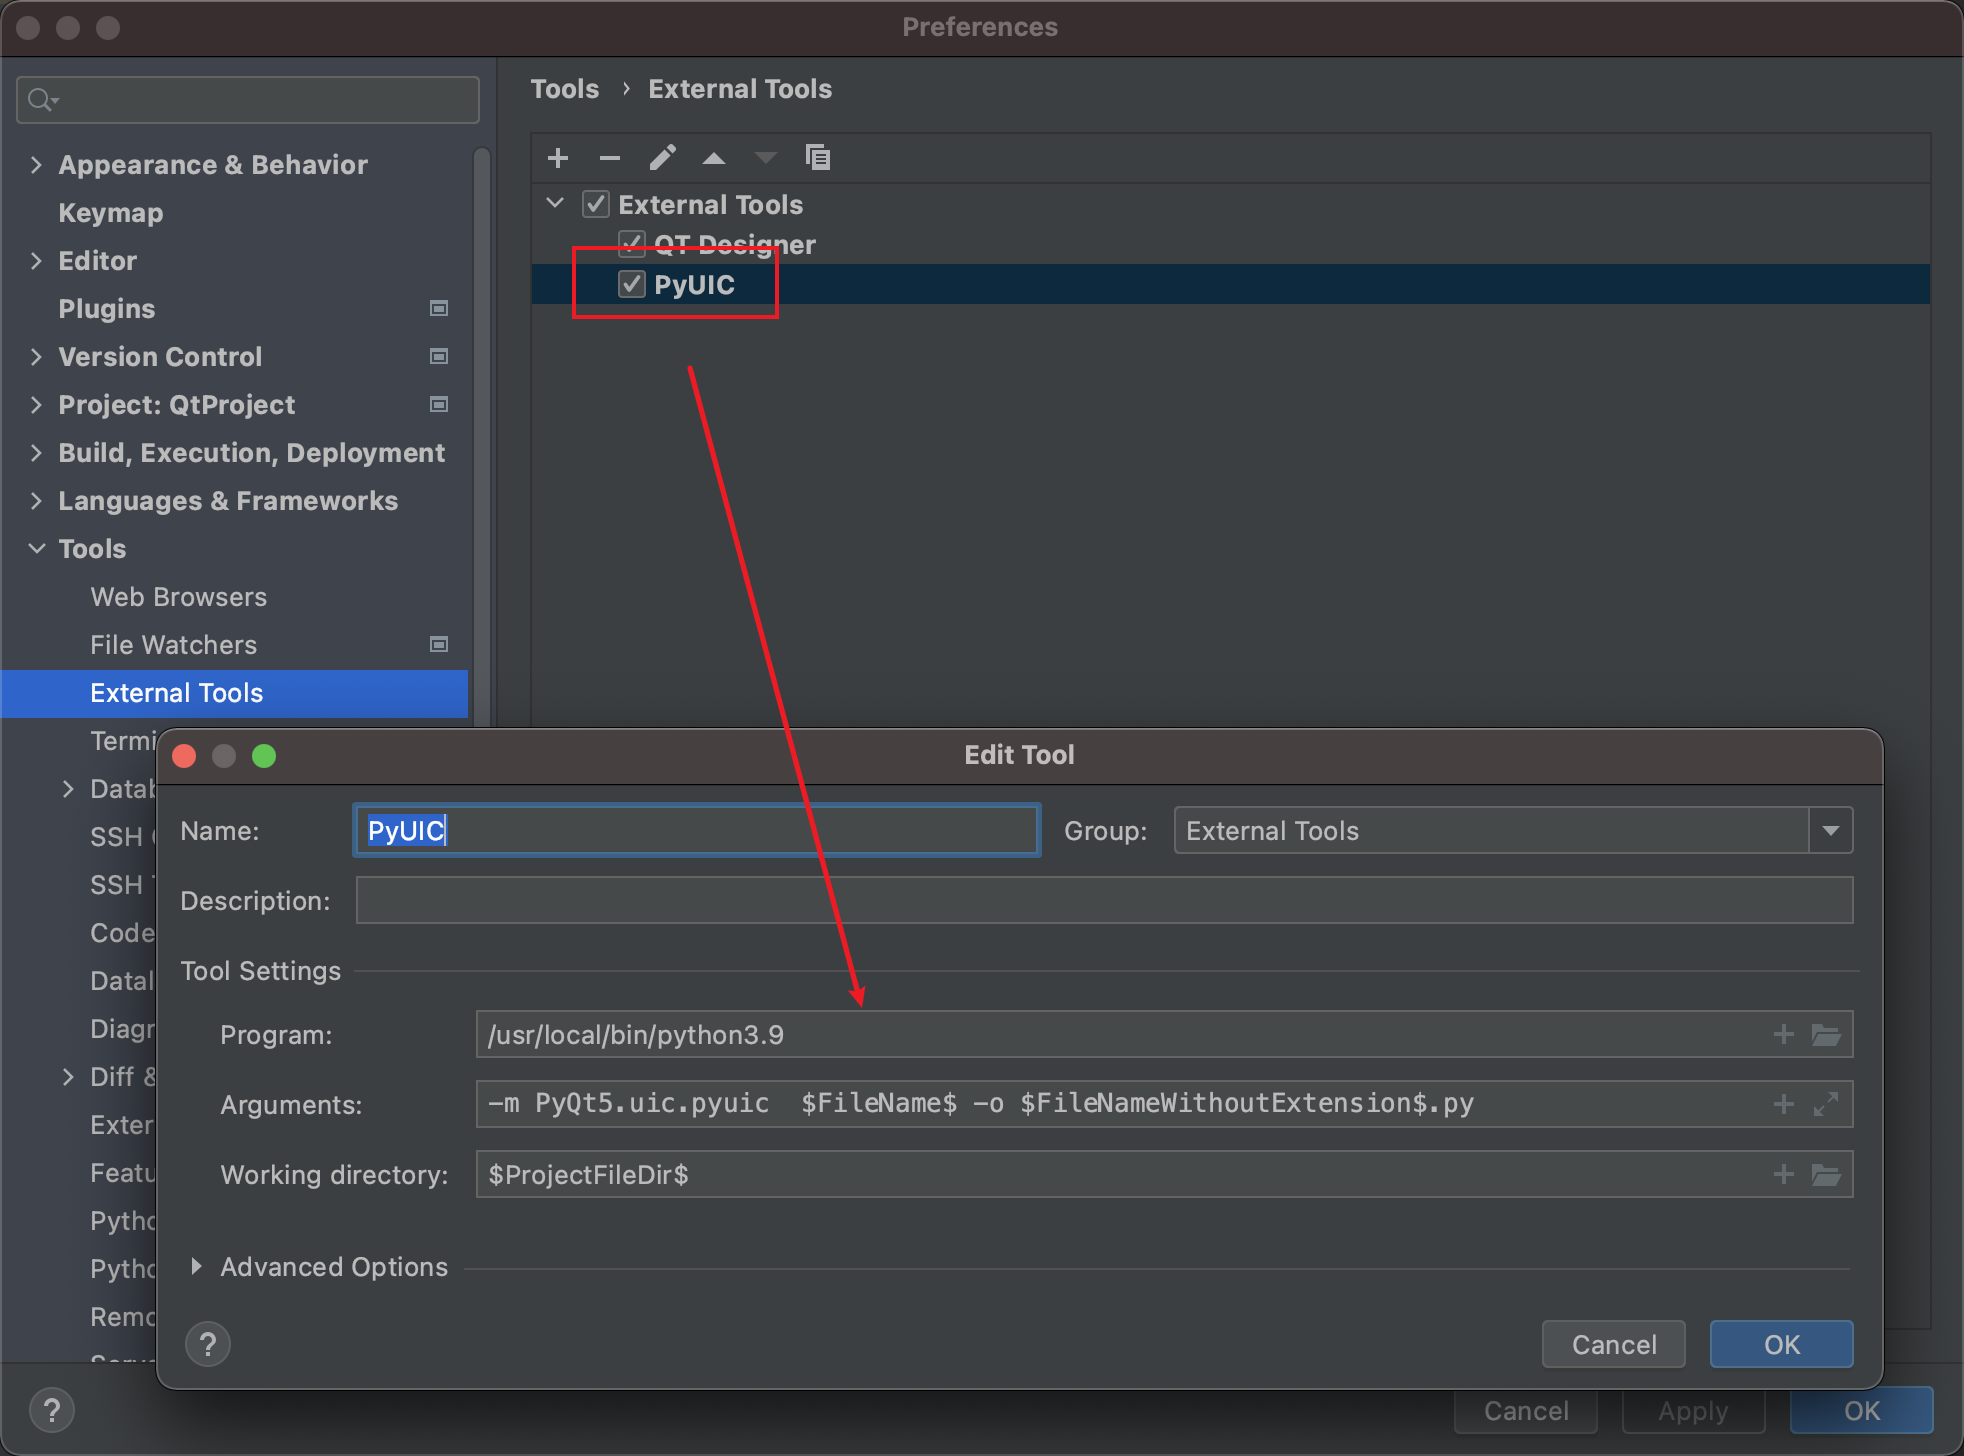 Preferences
Tools › External Tools
Appearance & Behavior
Keymap
Editor
Plugins
Version Control
Project: QtProject
Build, Execution, Deployment
Languages & Frameworks
Tools
Web Browsers
File Watchers
External Tools
External Tools
QT Designer
PyUIC
Edit Tool
Name: PyUIC Group: External Tools
Description:
Tool Settings
Program: /usr/local/bin/python3.9
Arguments: -m PyQt5.uic.pyuic  $FileName$ -o $FileNameWithoutExtension$.py
Working directory: $ProjectFileDir$
Advanced Options
? Cancel OK
Termi
Datab
SSH
SSH
Code
Datal
Diagr
Diff &
Exter
Featu
Pytho
Pytho
Remo
? Cancel Apply OK